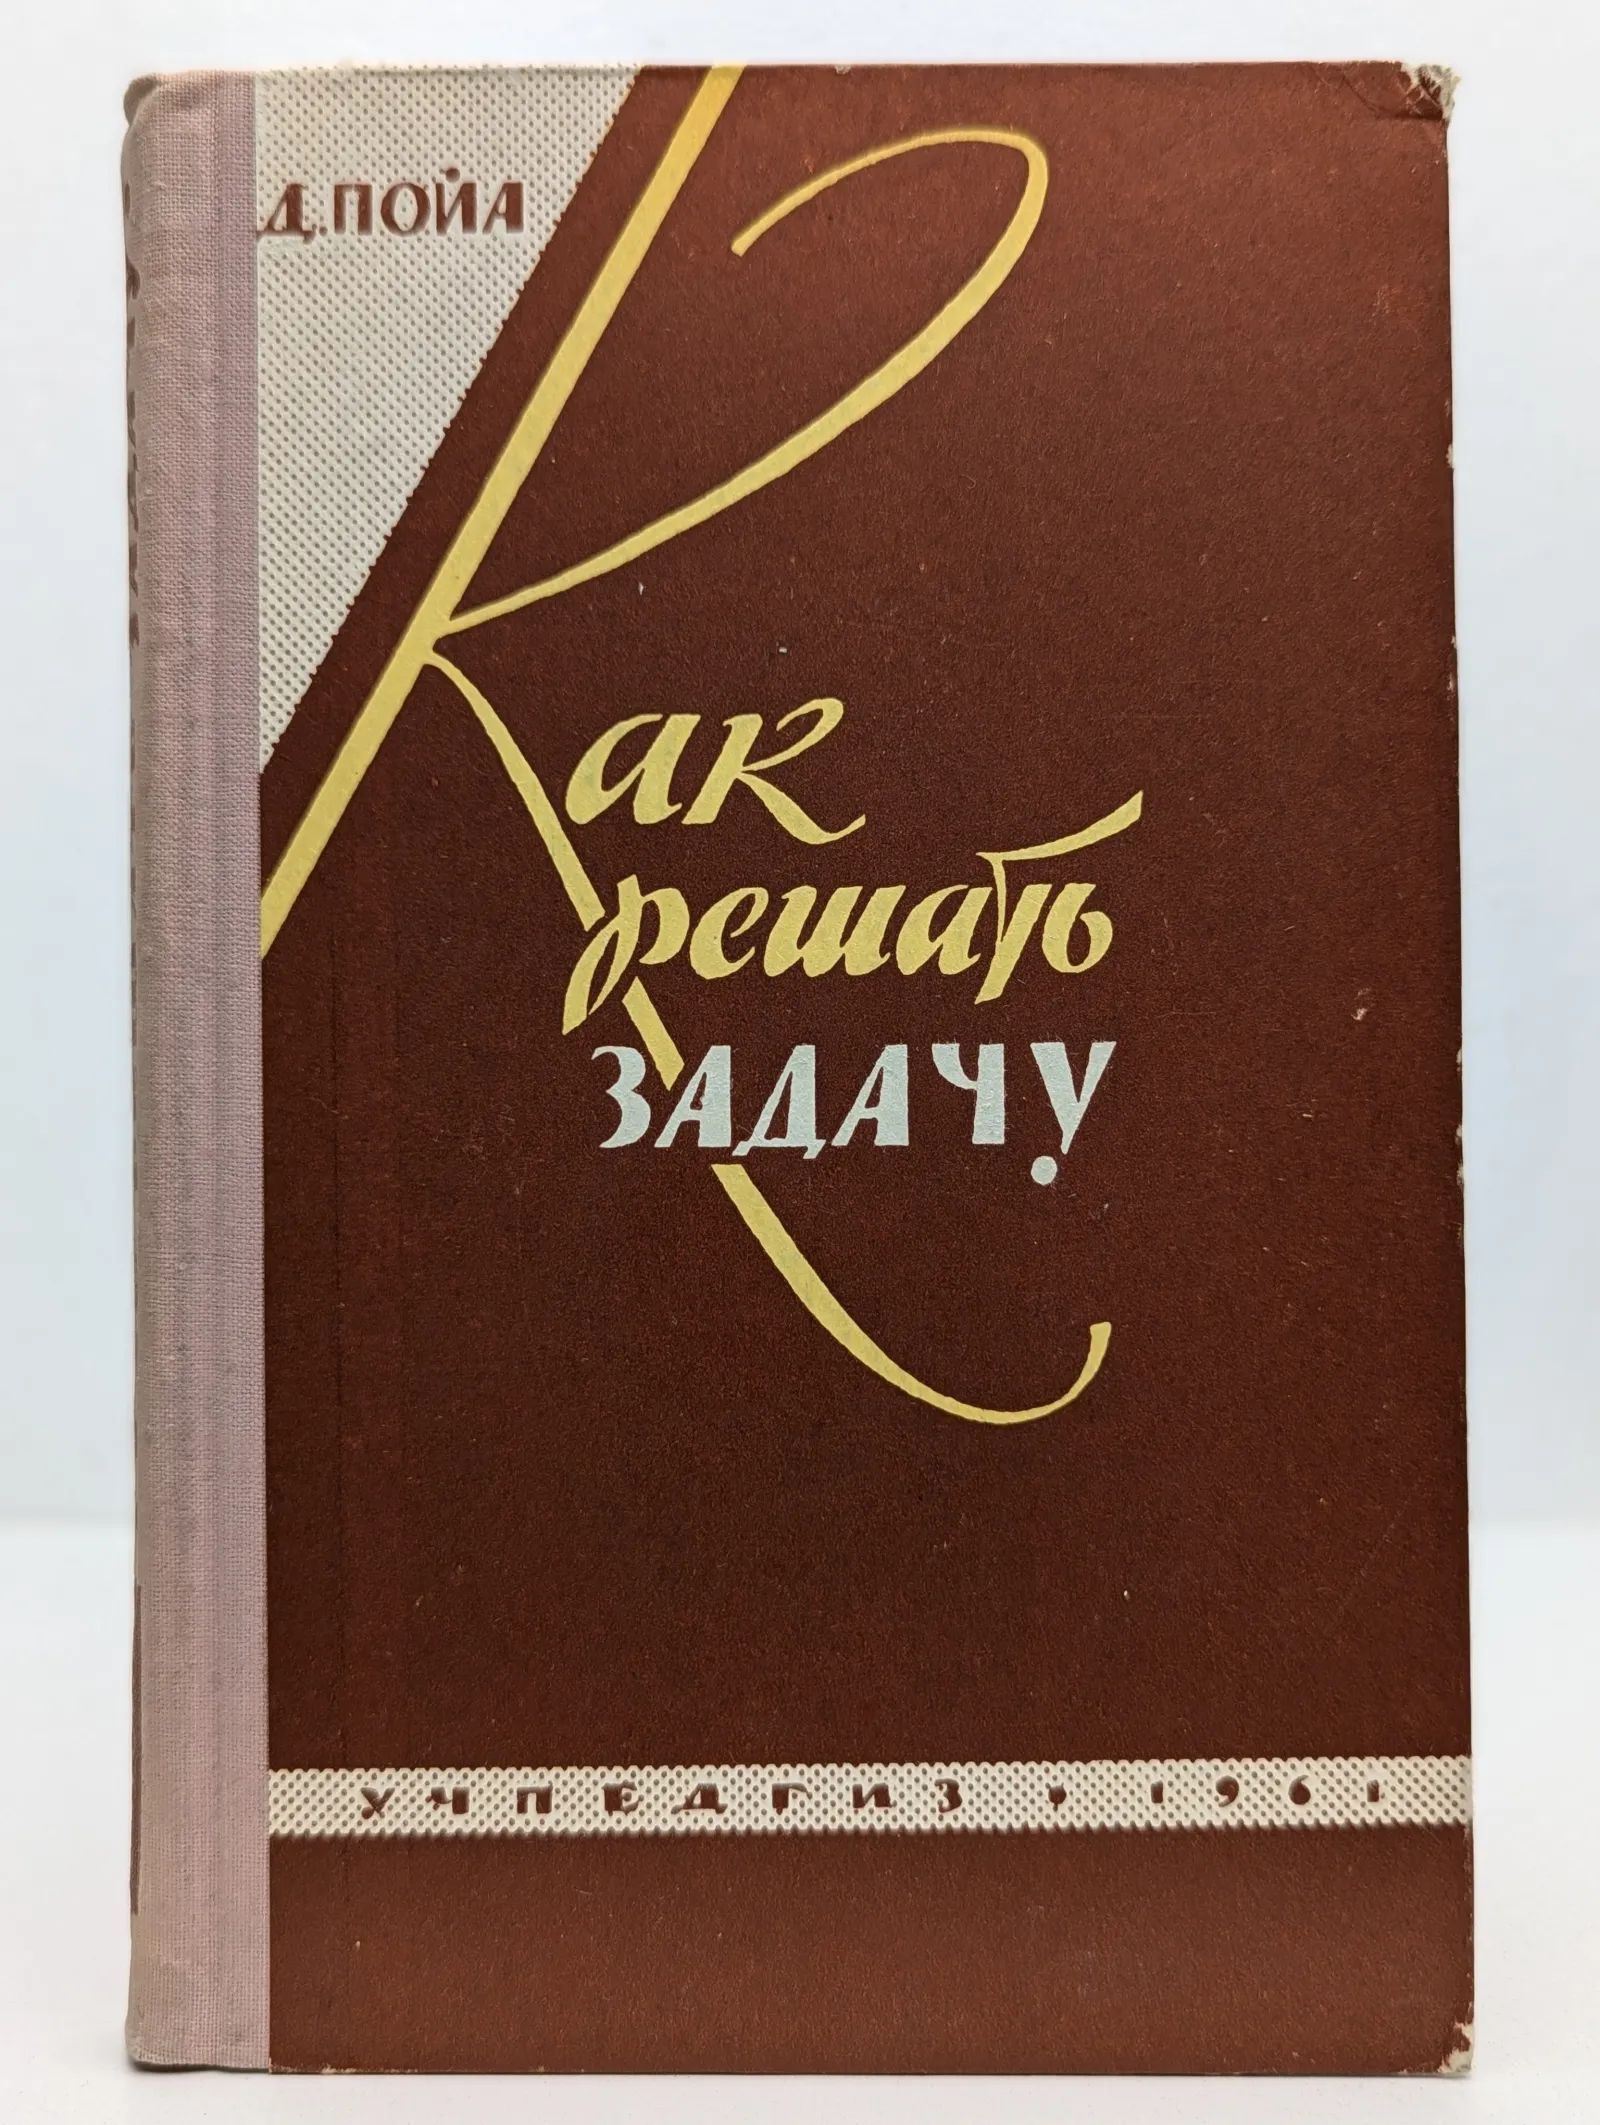 Д.ПОЙА
Как
решать
ЗАДАЧУ
УЧПЕДГИЗ • 1961